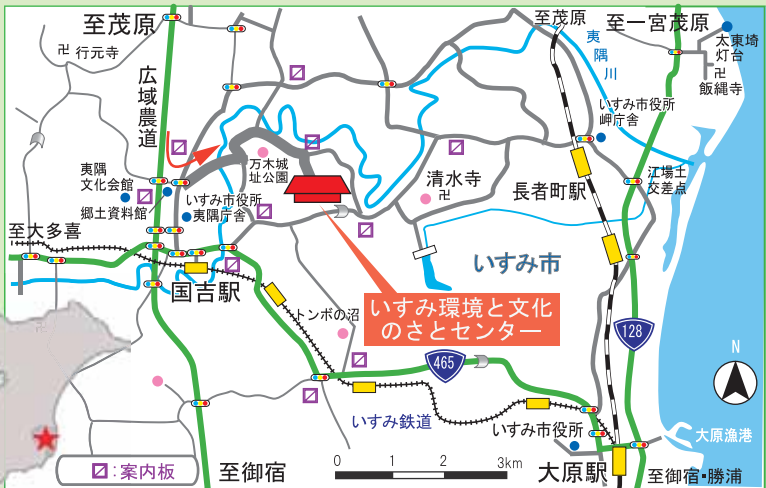 至茂原
至茂原
至一宮茂原
卍 行元寺
夷隅川
太東埼
灯台
卍
飯縄寺
広域農道
いすみ市役所
岬庁舎
夷隅
文化会館
郷土資料館
万木城
址公園
清水寺
卍
江場土
交差点
長者町駅
いすみ市役所
夷隅庁舎
至大多喜
いすみ市
国吉駅
いすみ環境と文化
のさとセンター
トンボの沼
128
465
N
いすみ鉄道
いすみ市役所
大原漁港
:案内板
至御宿
0 1 2 3km
大原駅
至御宿・勝浦